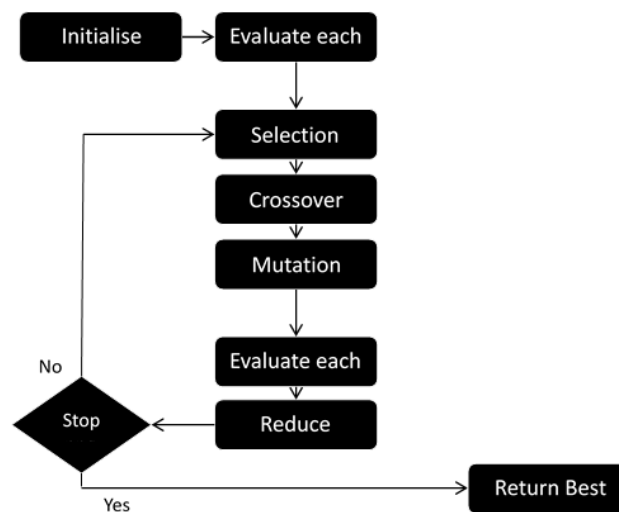 Initialise
Evaluate each
Selection
Crossover
Mutation
Evaluate each
No
Stop
Reduce
Yes
Return Best